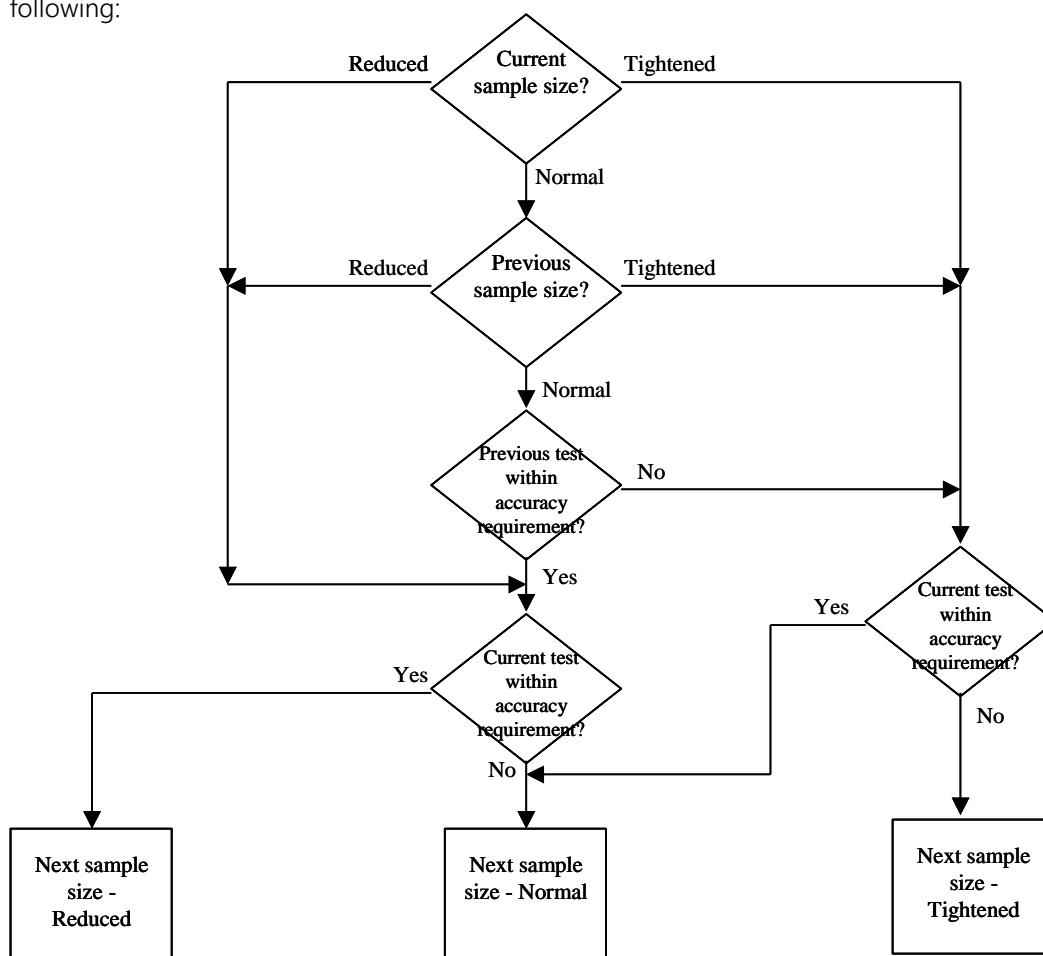 following:
Reduced
Current
sample size?
Tightened
Normal
Reduced
Previous
sample size?
Tightened
Normal
Previous test
within
accuracy
requirement?
No
Yes
Current test
within
accuracy
requirement?
Yes
No
Yes
Current test
within
accuracy
requirement?
No
Next sample
size -
Reduced
Next sample
size - Normal
Next sample
size -
Tightened